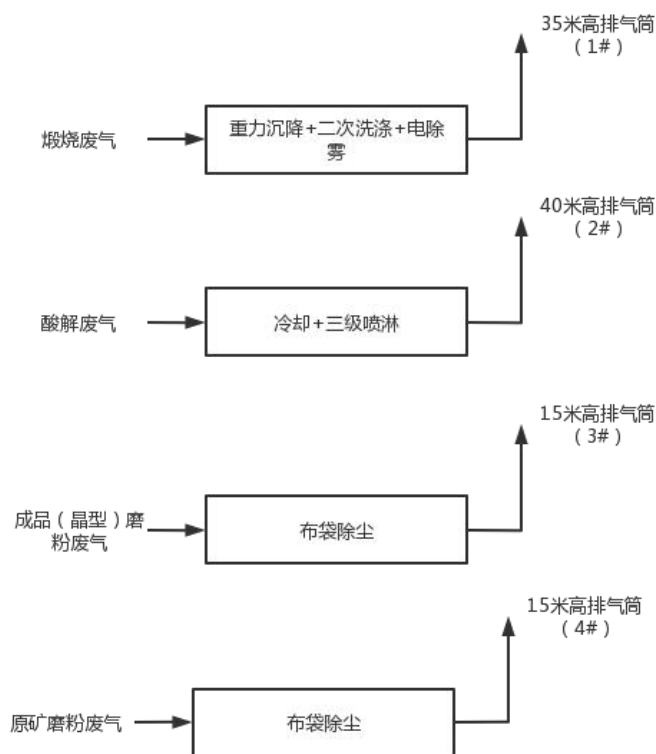 35米高排气筒
（1#）
煅烧废气
重力沉降+二次洗涤+电除
雾
40米高排气筒
（2#）
酸解废气
冷却+三级喷淋
15米高排气筒
（3#）
成品（晶型）磨
粉废气
布袋除尘
15米高排气筒
（4#）
原矿磨粉废气
布袋除尘